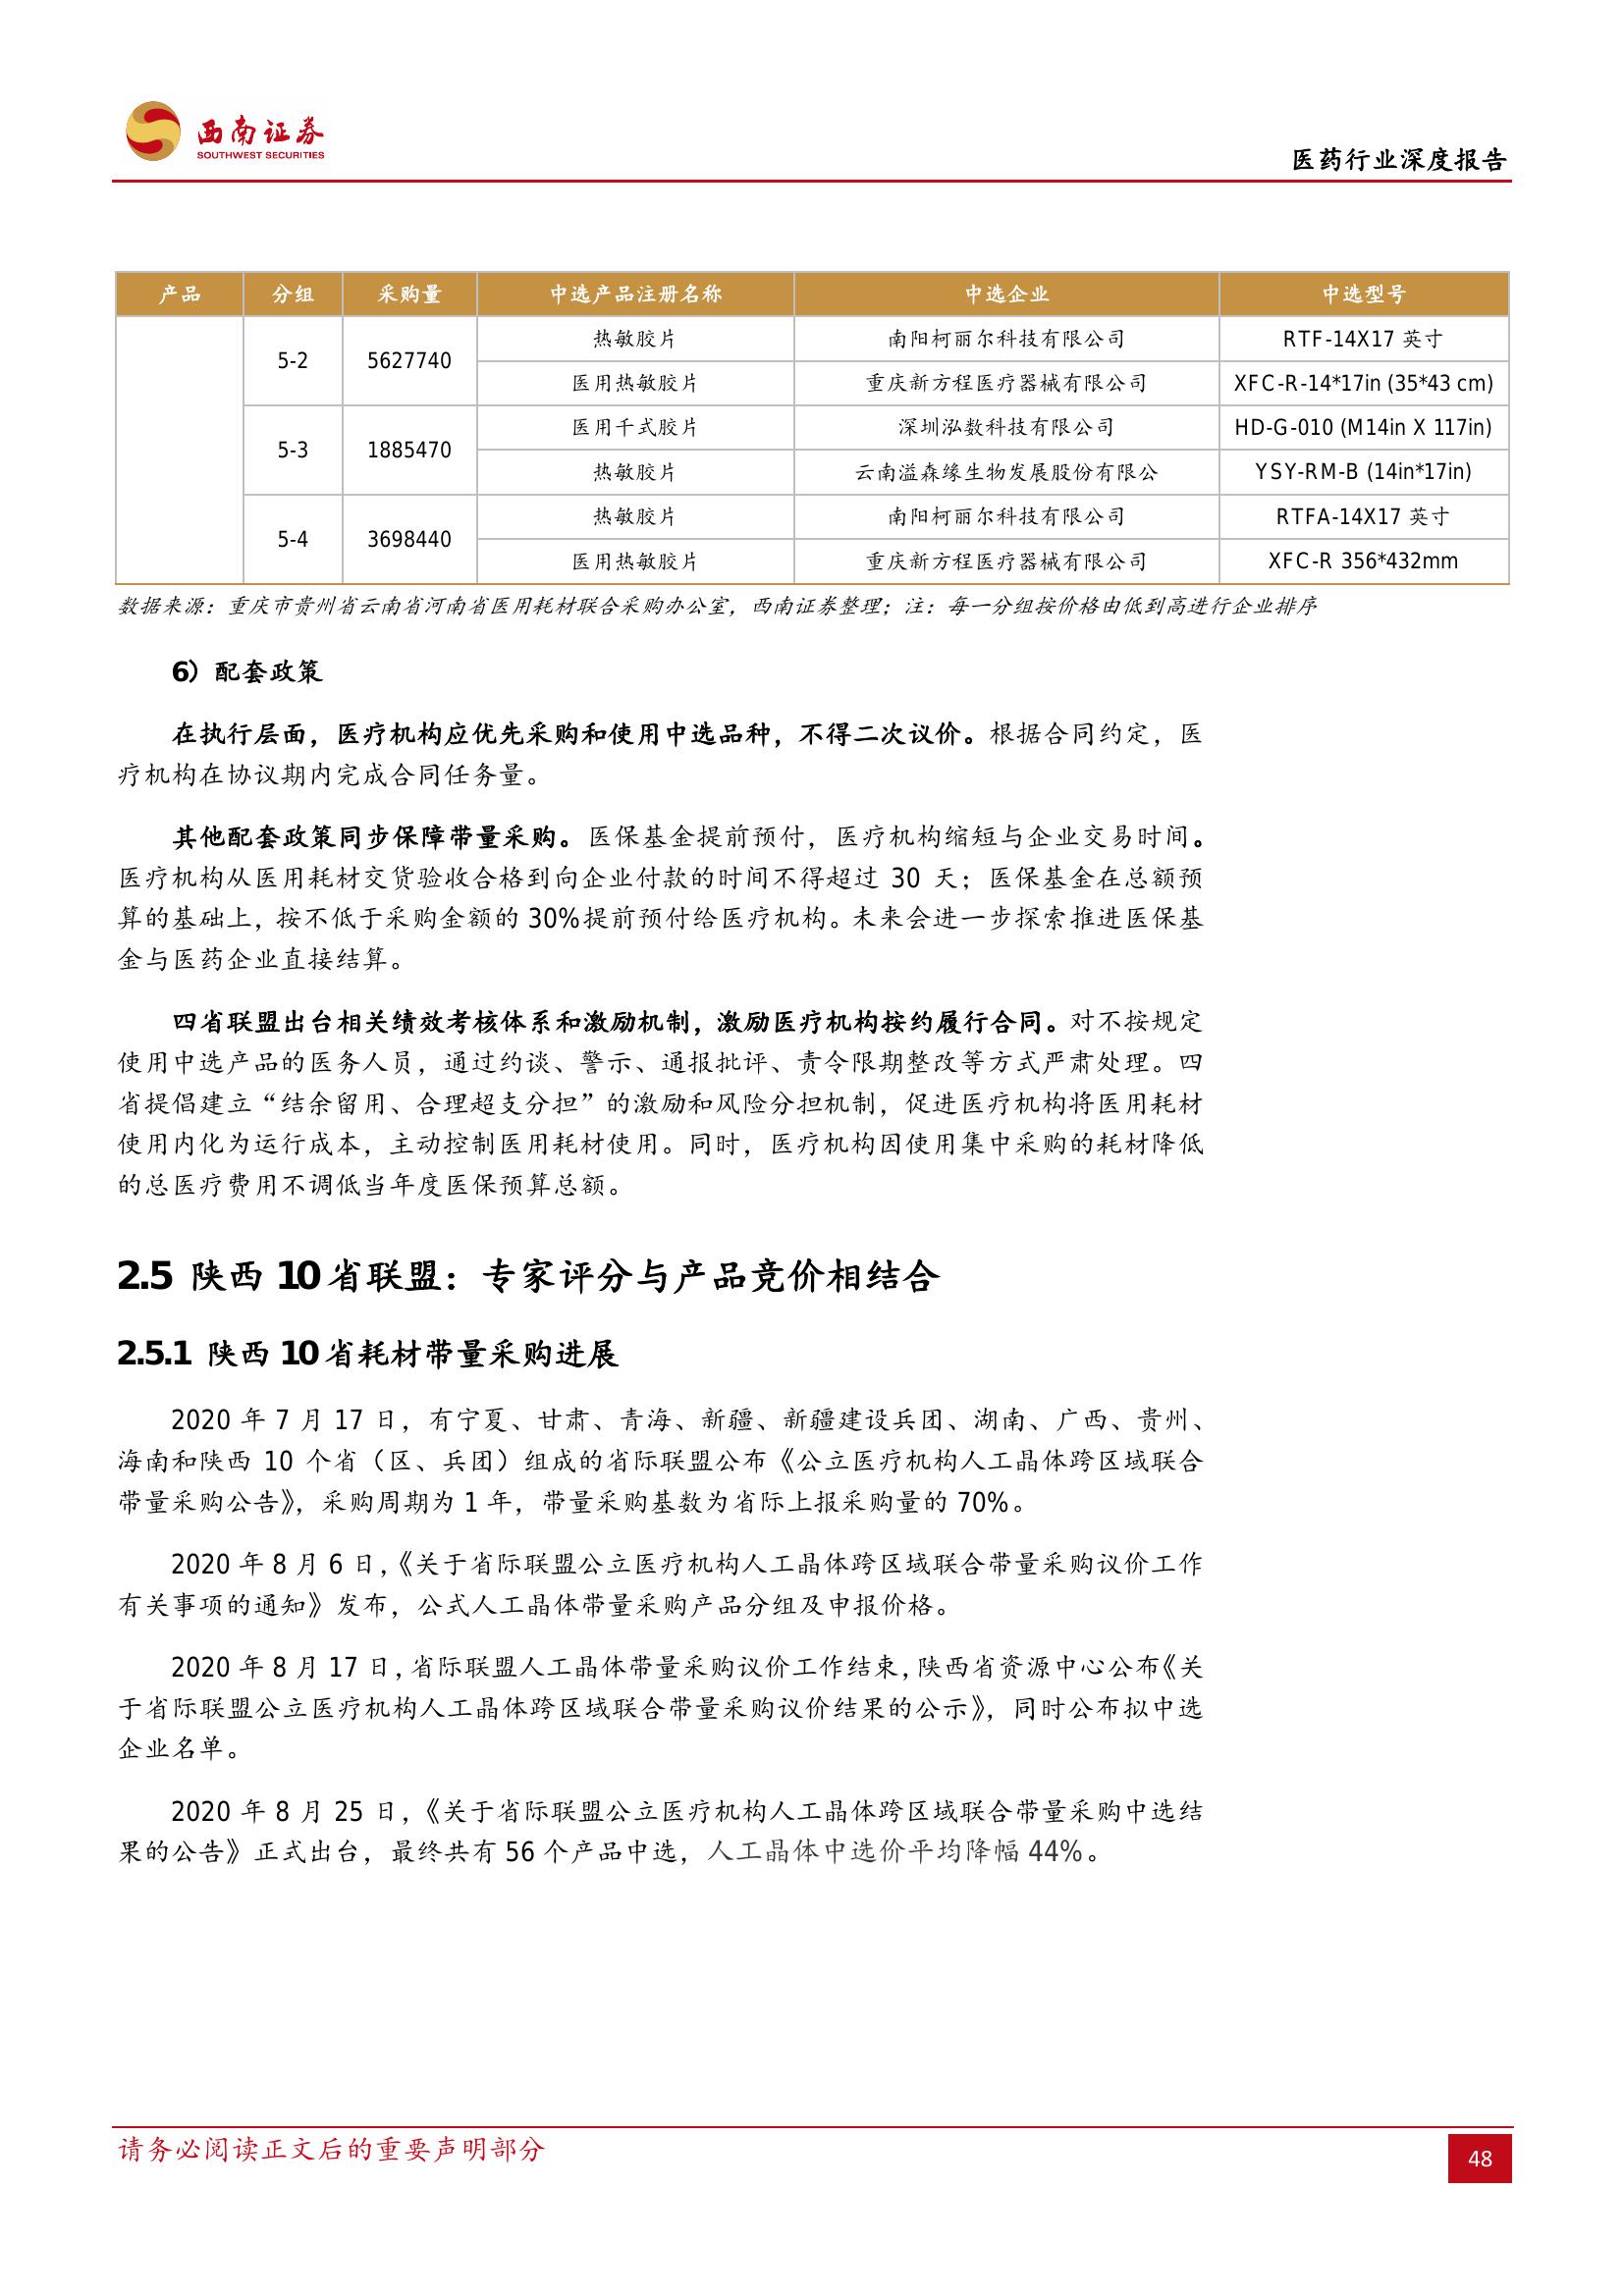 西南证券
SOUTHWEST SECURITIES
医药行业深度报告
产品 分组 采购量 中选产品注册名称 中选企业 中选型号
5-2 5627740 热敏胶片 南阳柯丽尔科技有限公司 RTF-14X17 英寸
医用热敏胶片 重庆新方程医疗器械有限公司 XFC-R-14*17in (35*43 cm)
5-3 1885470 医用干式胶片 深圳泓数科技有限公司 HD-G-010 (M14in X 117in)
热敏胶片 云南溢森缘生物发展股份有限公 YSY-RM-B (14in*17in)
5-4 3698440 热敏胶片 南阳柯丽尔科技有限公司 RTFA-14X17 英寸
医用热敏胶片 重庆新方程医疗器械有限公司 XFC-R 356*432mm
数据来源：重庆市贵州省云南省河南省医用耗材联合采购办公室，西南证券整理；注：每一分组按价格由低到高进行企业排序
6）配套政策
在执行层面，医疗机构应优先采购和使用中选品种，不得二次议价。根据合同约定，医
疗机构在协议期内完成合同任务量。
其他配套政策同步保障带量采购。医保基金提前预付，医疗机构缩短与企业交易时间。
医疗机构从医用耗材交货验收合格到向企业付款的时间不得超过 30 天；医保基金在总额预
算的基础上，按不低于采购金额的 30%提前预付给医疗机构。未来会进一步探索推进医保基
金与医药企业直接结算。
四省联盟出台相关绩效考核体系和激励机制，激励医疗机构按约履行合同。对不按规定
使用中选产品的医务人员，通过约谈、警示、通报批评、责令限期整改等方式严肃处理。四
省提倡建立“结余留用、合理超支分担”的激励和风险分担机制，促进医疗机构将医用耗材
使用内化为运行成本，主动控制医用耗材使用。同时，医疗机构因使用集中采购的耗材降低
的总医疗费用不调低当年度医保预算总额。
2.5 陕西 10 省联盟：专家评分与产品竞价相结合
2.5.1 陕西 10 省耗材带量采购进展
2020 年 7 月 17 日，有宁夏、甘肃、青海、新疆、新疆建设兵团、湖南、广西、贵州、
海南和陕西 10 个省（区、兵团）组成的省际联盟公布《公立医疗机构人工晶体跨区域联合
带量采购公告》，采购周期为 1 年，带量采购基数为省际上报采购量的 70%。
2020 年 8 月 6 日，《关于省际联盟公立医疗机构人工晶体跨区域联合带量采购议价工作
有关事项的通知》发布，公式人工晶体带量采购产品分组及申报价格。
2020 年 8 月 17 日，省际联盟人工晶体带量采购议价工作结束，陕西省资源中心公布《关
于省际联盟公立医疗机构人工晶体跨区域联合带量采购议价结果的公示》，同时公布拟中选
企业名单。
2020 年 8 月 25 日，《关于省际联盟公立医疗机构人工晶体跨区域联合带量采购中选结
果的公告》正式出台，最终共有 56 个产品中选，人工晶体中选价平均降幅 44%。
请务必阅读正文后的重要声明部分
48